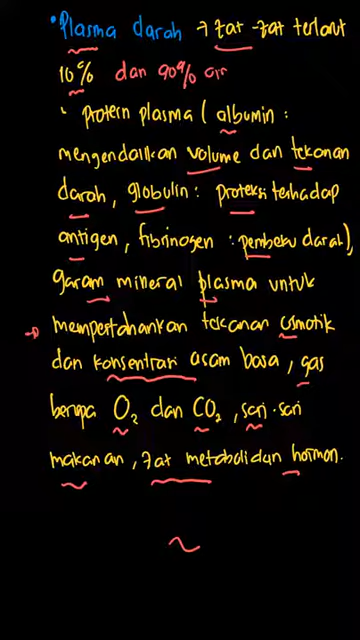 • Plasma darah → zat-zat terlarut
10% dan 90% air
↳ Protein plasma (albumin :
mengendalikan volume dan tekanan
darah, globulin : proteksi terhadap
antigen, fibrinogen : pembeku darah),
garam mineral plasma untuk
→ mempertahankan tekanan osmotik
dan konsentrasi asam basa, gas
berupa O₂ dan CO₂, sari-sari
makanan, zat metaboli dan hormon.